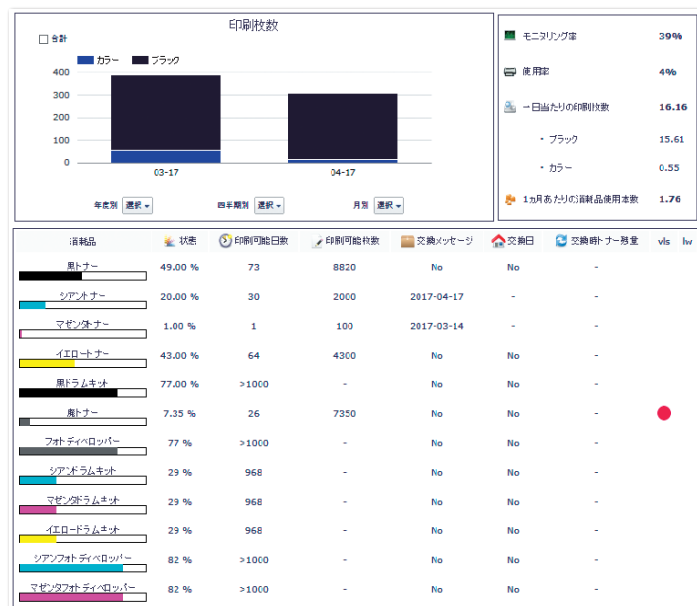 印刷枚数
合計
カラー ブラック
400
300
200
100
0
03-17 04-17
年度別 選択 四半期別 選択 月別 選択
モニタリング率 39%
使用率 4%
一日当たりの印刷枚数 16.16
・ ブラック 15.61
・ カラー 0.55
1カ月あたりの消耗品使用本数 1.76
消耗品 状態 印刷可能日数 印刷可能枚数 交換メッセージ 交換日 交換時トナー残量 vls lw
黒トナー 49.00 % 73 8820 No No -
シアントナー 20.00 % 30 2000 2017-04-17 - -
マゼンタトナー 1.00 % 1 100 2017-03-14 - -
イエロートナー 43.00 % 64 4300 No No -
黒ドラムキット 77.00 % >1000 - No No -
廃トナー 7.35 % 26 7350 No No -
フォトディベロッパー 77 % >1000 - No No -
シアンドラムキット 29 % 968 - No No -
マゼンタドラムキット 29 % 968 - No No -
イエロードラムキット 29 % 968 - No No -
シアンフォトディベロッパー 82 % >1000 - No No -
マゼンタフォトディベロッパー 82 % >1000 - No No -